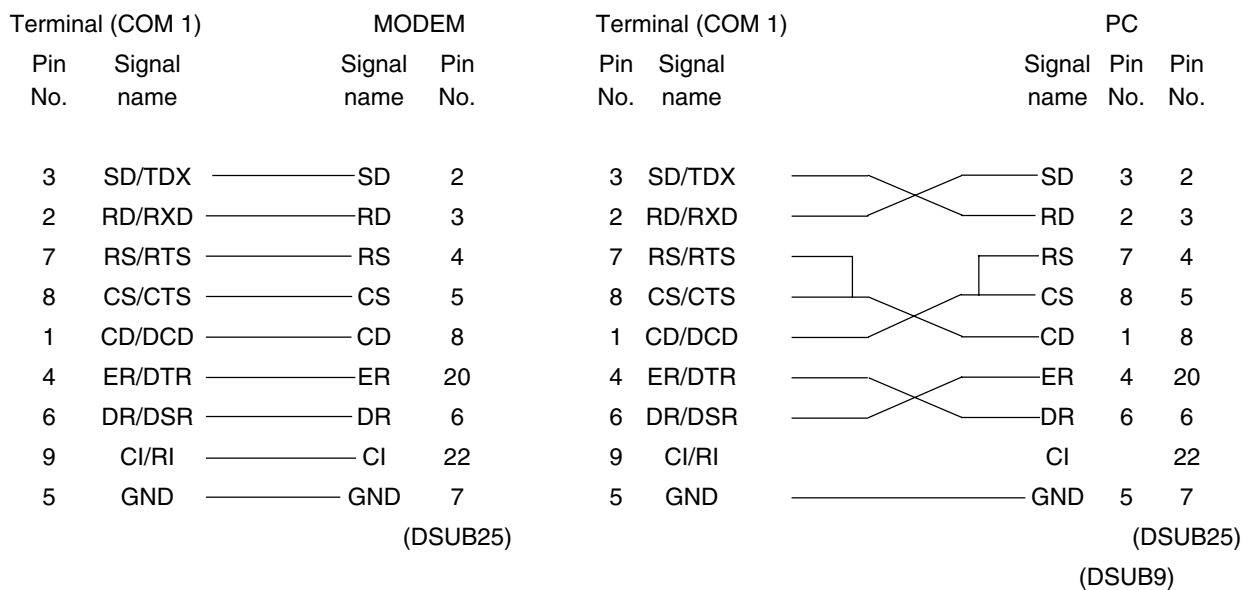 Terminal (COM 1) MODEM
Pin No. Signal name Signal name Pin No.
3 SD/TDX SD 2
2 RD/RXD RD 3
7 RS/RTS RS 4
8 CS/CTS CS 5
1 CD/DCD CD 8
4 ER/DTR ER 20
6 DR/DSR DR 6
9 CI/RI CI 22
5 GND GND 7
(DSUB25)
Terminal (COM 1) PC
Pin No. Signal name Signal name Pin No. Pin No.
3 SD/TDX SD 3 2
2 RD/RXD RD 2 3
7 RS/RTS RS 7 4
8 CS/CTS CS 8 5
1 CD/DCD CD 1 8
4 ER/DTR ER 4 20
6 DR/DSR DR 6 6
9 CI/RI CI 22
5 GND GND 5 7
(DSUB25)
(DSUB9)